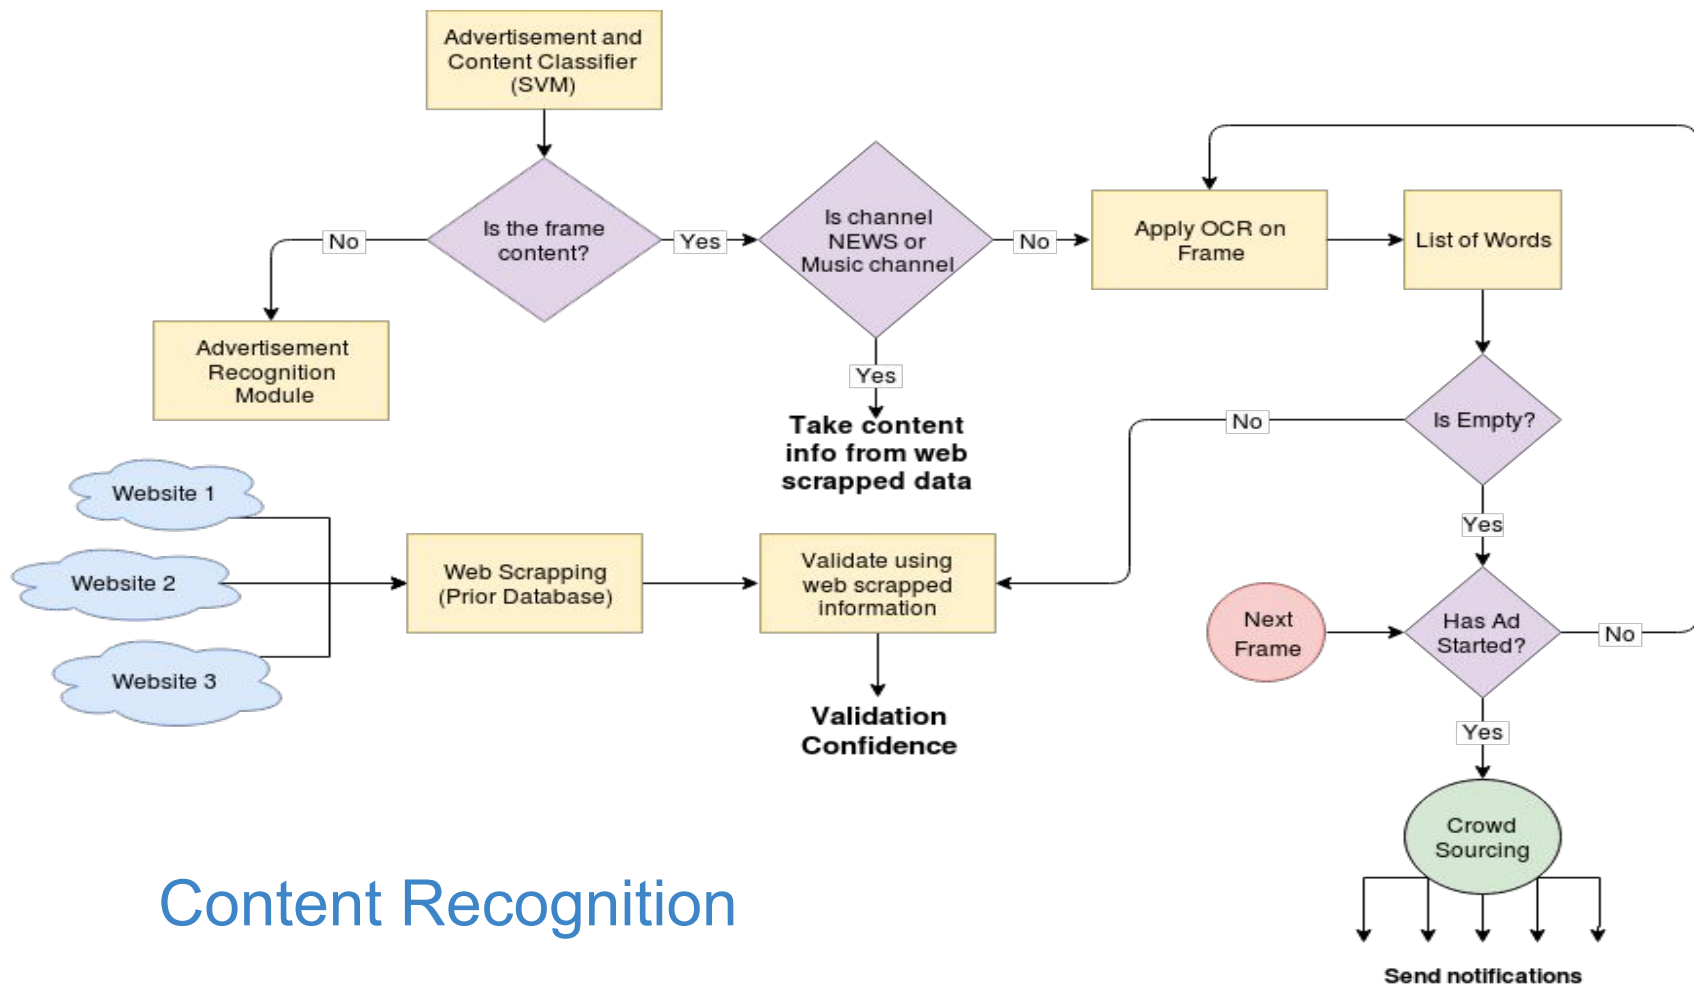 Advertisement and
Content Classifier
(SVM)
Is the frame
content?
No
Yes
Is channel
NEWS or
Music channel
No
Apply OCR on
Frame
List of Words
Advertisement
Recognition
Module
Yes
Take content
info from web
scrapped data
No
Is Empty?
Yes
Website 1
Website 2
Website 3
Web Scrapping
(Prior Database)
Validate using
web scrapped
information
Validation
Confidence
Next
Frame
Has Ad
Started?
No
Yes
Crowd
Sourcing
Send notifications
Content Recognition